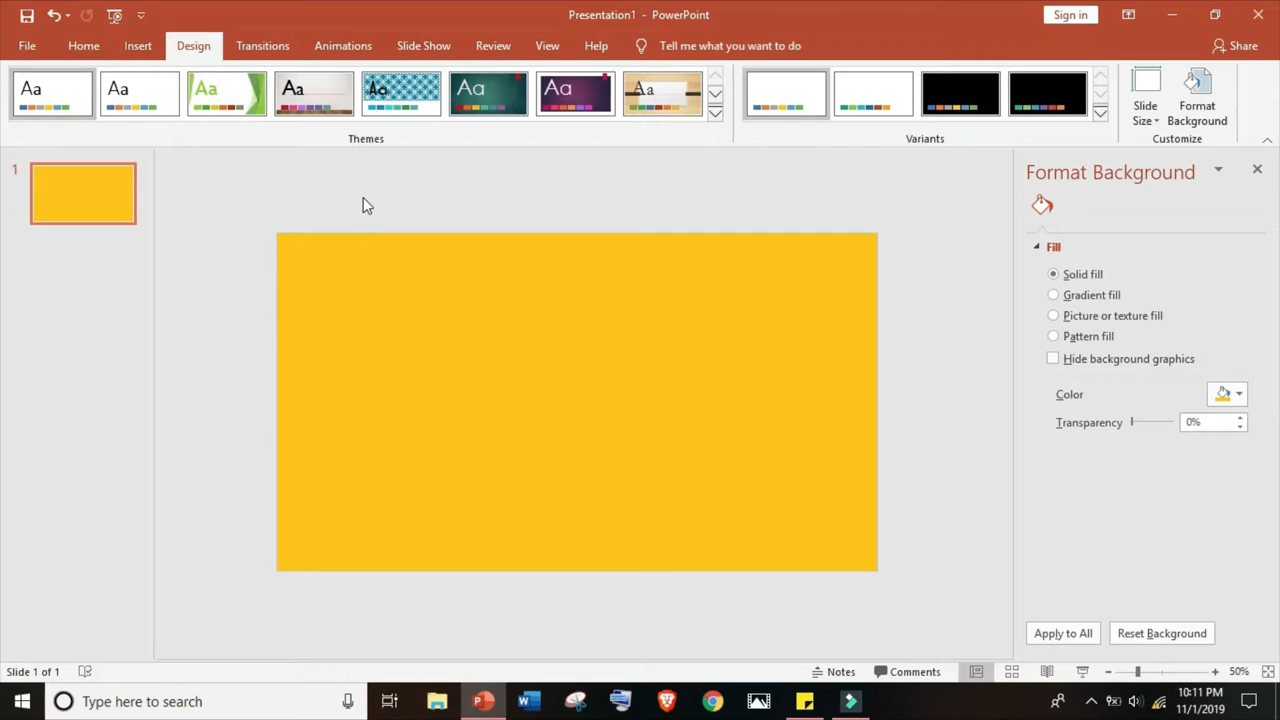 Presentation1 - PowerPoint
Sign in
File Home Insert Design Transitions Animations Slide Show Review View Help Tell me what you want to do Share
Aa Aa Aa Aa Aa Aa Aa Aa
Slide Size
Format Background
Themes Variants Customize
1
Format Background
Fill
Solid fill
Gradient fill
Picture or texture fill
Pattern fill
Hide background graphics
Color
Transparency 0%
Apply to All Reset Background
Slide 1 of 1 Notes Comments 50%
Type here to search
10:11 PM
11/1/2019